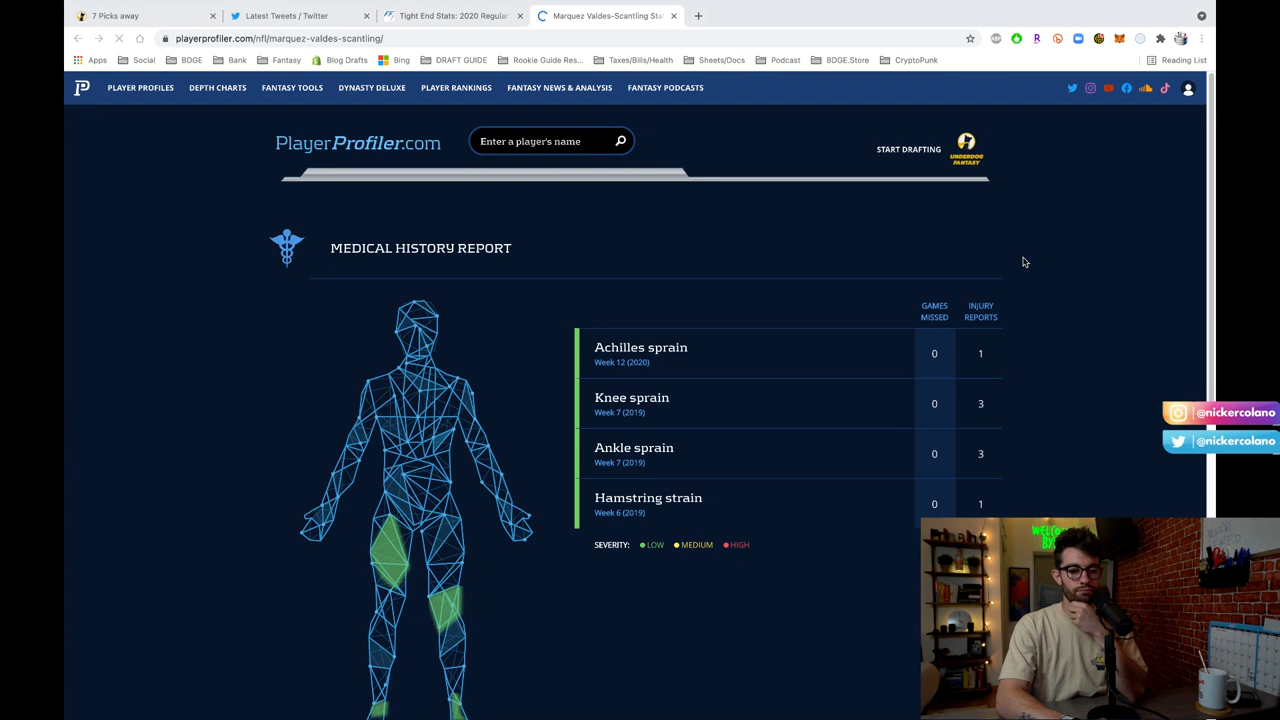 7 Picks away
Latest Tweets / Twitter
Tight End Stats: 2020 Regular
Marquez Valdes-Scantling Stat
playerprofiler.com/nfl/marquez-valdes-scantling/
Apps
Social
BDGE
Bank
Fantasy
Blog Drafts
Bing
DRAFT GUIDE
Rookie Guide Res...
Taxes/Bills/Health
Sheets/Docs
Podcast
BDGE.Store
CryptoPunk
Reading List
PLAYER PROFILES
DEPTH CHARTS
FANTASY TOOLS
DYNASTY DELUXE
PLAYER RANKINGS
FANTASY NEWS & ANALYSIS
FANTASY PODCASTS
PlayerProfiler.com
Enter a player's name
START DRAFTING
UNDERDOG
FANTASY
MEDICAL HISTORY REPORT
GAMES MISSED
INJURY REPORTS
Achilles sprain
Week 12 (2020)
0
1
Knee sprain
Week 7 (2019)
0
3
Ankle sprain
Week 7 (2019)
0
3
Hamstring strain
Week 6 (2019)
0
1
SEVERITY: LOW MEDIUM HIGH
@nickercolano
@nickercolano